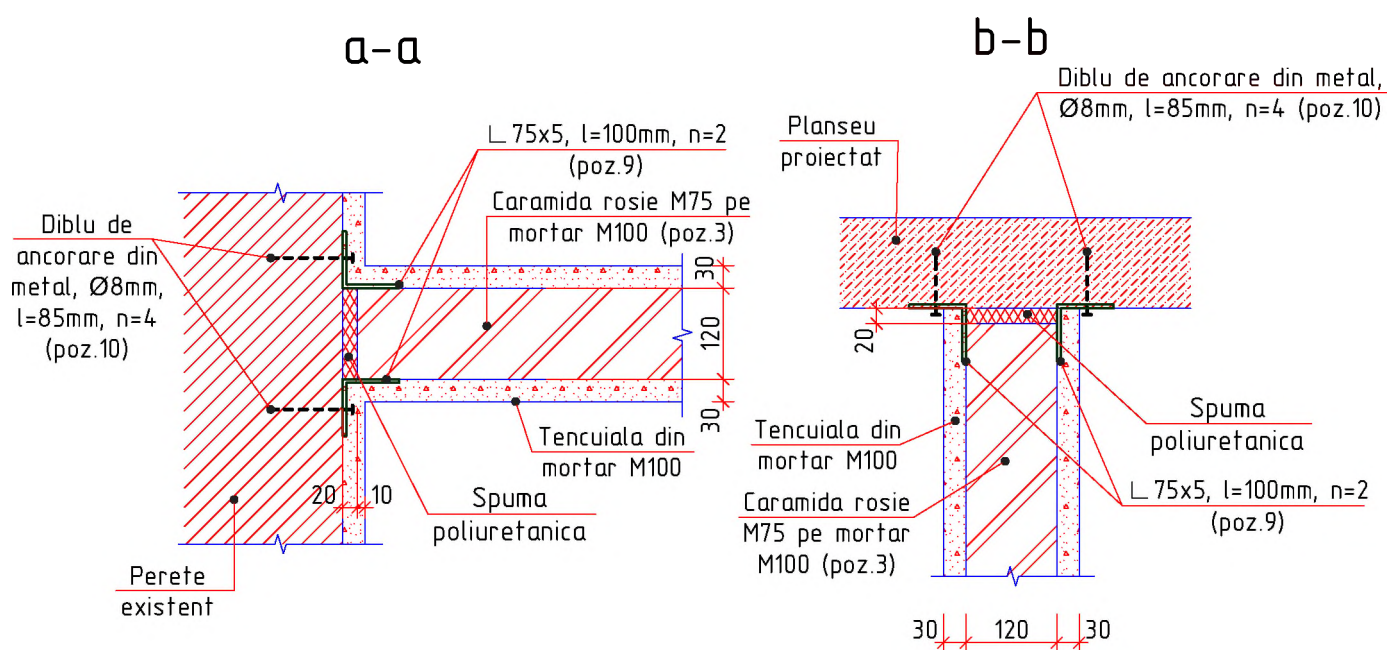 a-a
∟75x5, l=100mm, n=2
(poz.9)
Caramida rosie M75 pe
mortar M100 (poz.3)
Diblu de
ancorare din
metal, Ø8mm,
l=85mm, n=4
(poz.10)
30
120
30
Tencuiala din
mortar M100
20
10
Spuma
poliuretanica
Perete
existent
b-b
Diblu de ancorare din metal,
Ø8mm, l=85mm, n=4 (poz.10)
Planseu
proiectat
20
Tencuiala din
mortar M100
Spuma
poliuretanica
Caramida rosie
M75 pe mortar
M100 (poz.3)
∟75x5, l=100mm, n=2
(poz.9)
30
120
30